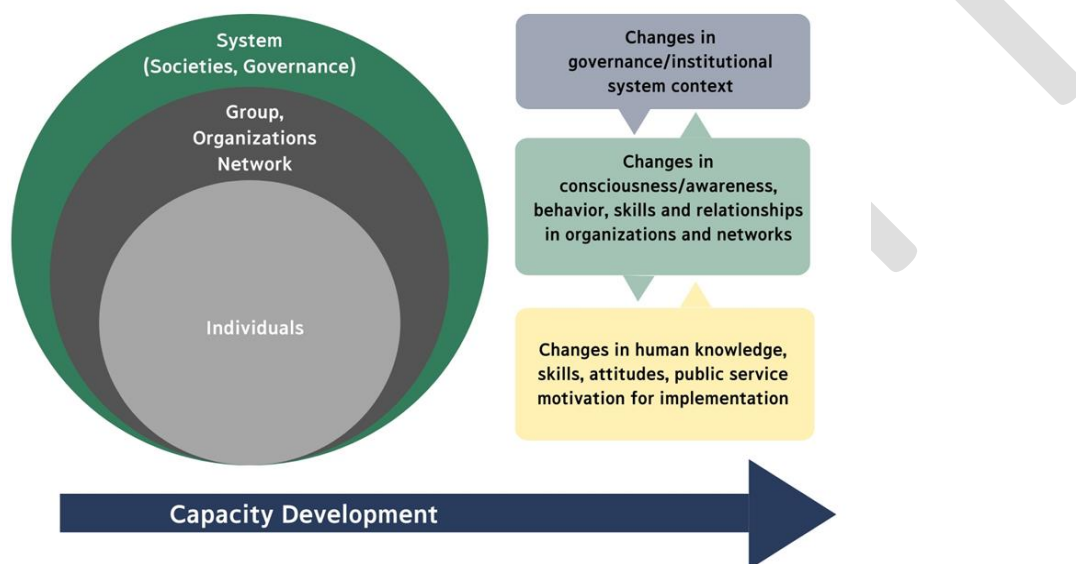 System
(Societies, Governance)
Group,
Organizations
Network
Individuals
Changes in
governance/institutional
system context
Changes in
consciousness/awareness,
behavior, skills and relationships
in organizations and networks
Changes in human knowledge,
skills, attitudes, public service
motivation for implementation
Capacity Development